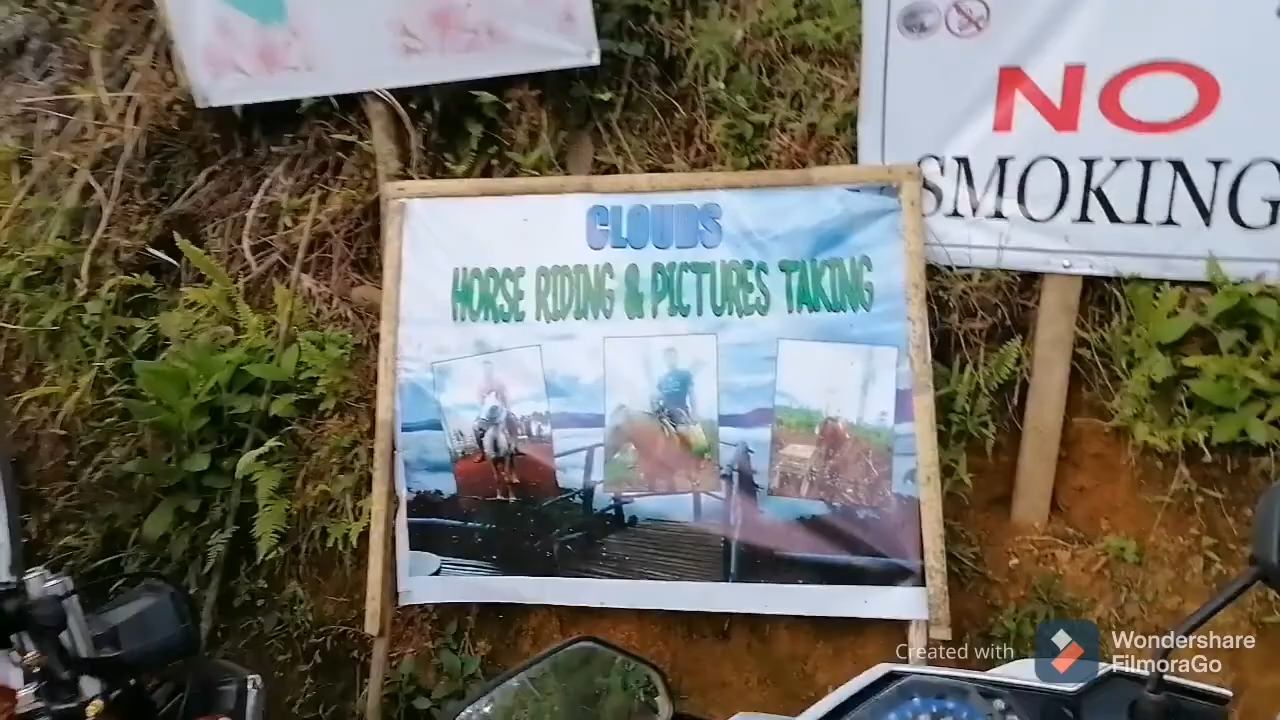 NO
SMOKING
CLOUDS
HORSE RIDING & PICTURES TAKING
Created with
Wondershare
FilmoraGo